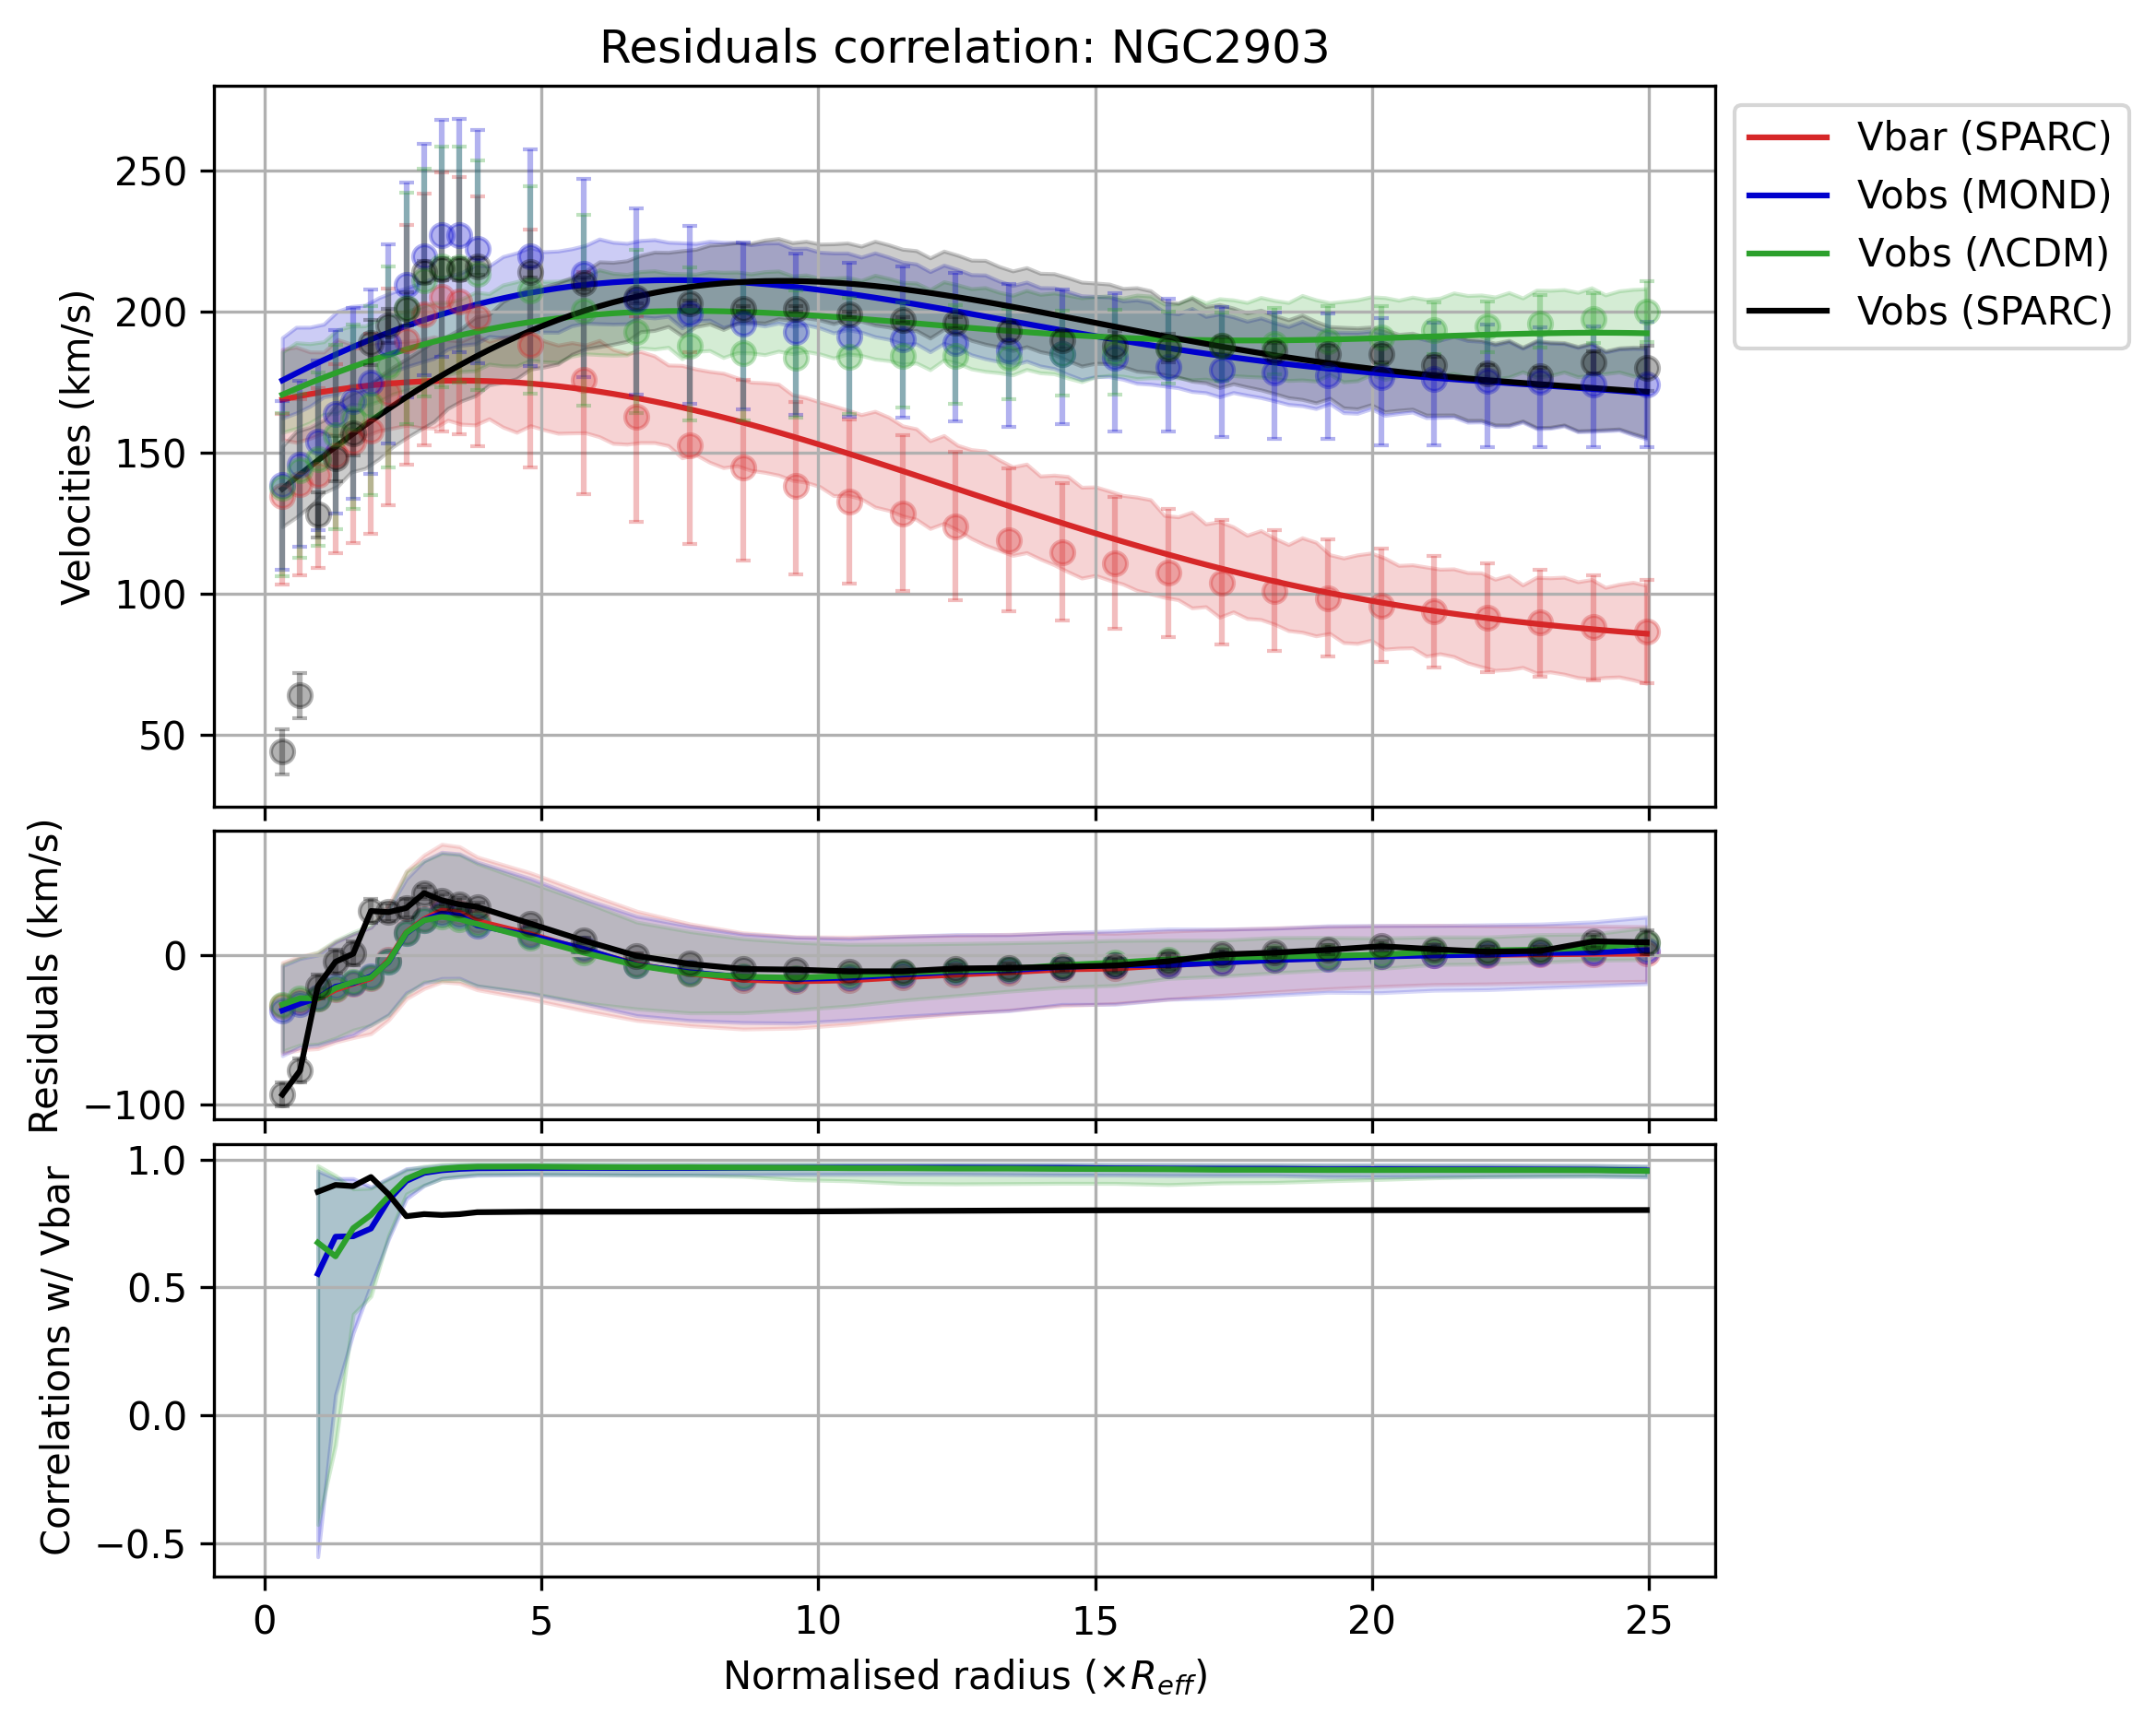 Residuals correlation: NGC2903
Velocities (km/s)
250
200
150
100
50
Vbar (SPARC)
Vobs (MOND)
Vobs (ΛCDM)
Vobs (SPARC)
Residuals (km/s)
0
−100
Correlations w/ Vbar
1.0
0.5
0.0
−0.5
0 5 10 15 20 25
Normalised radius (×R_eff)